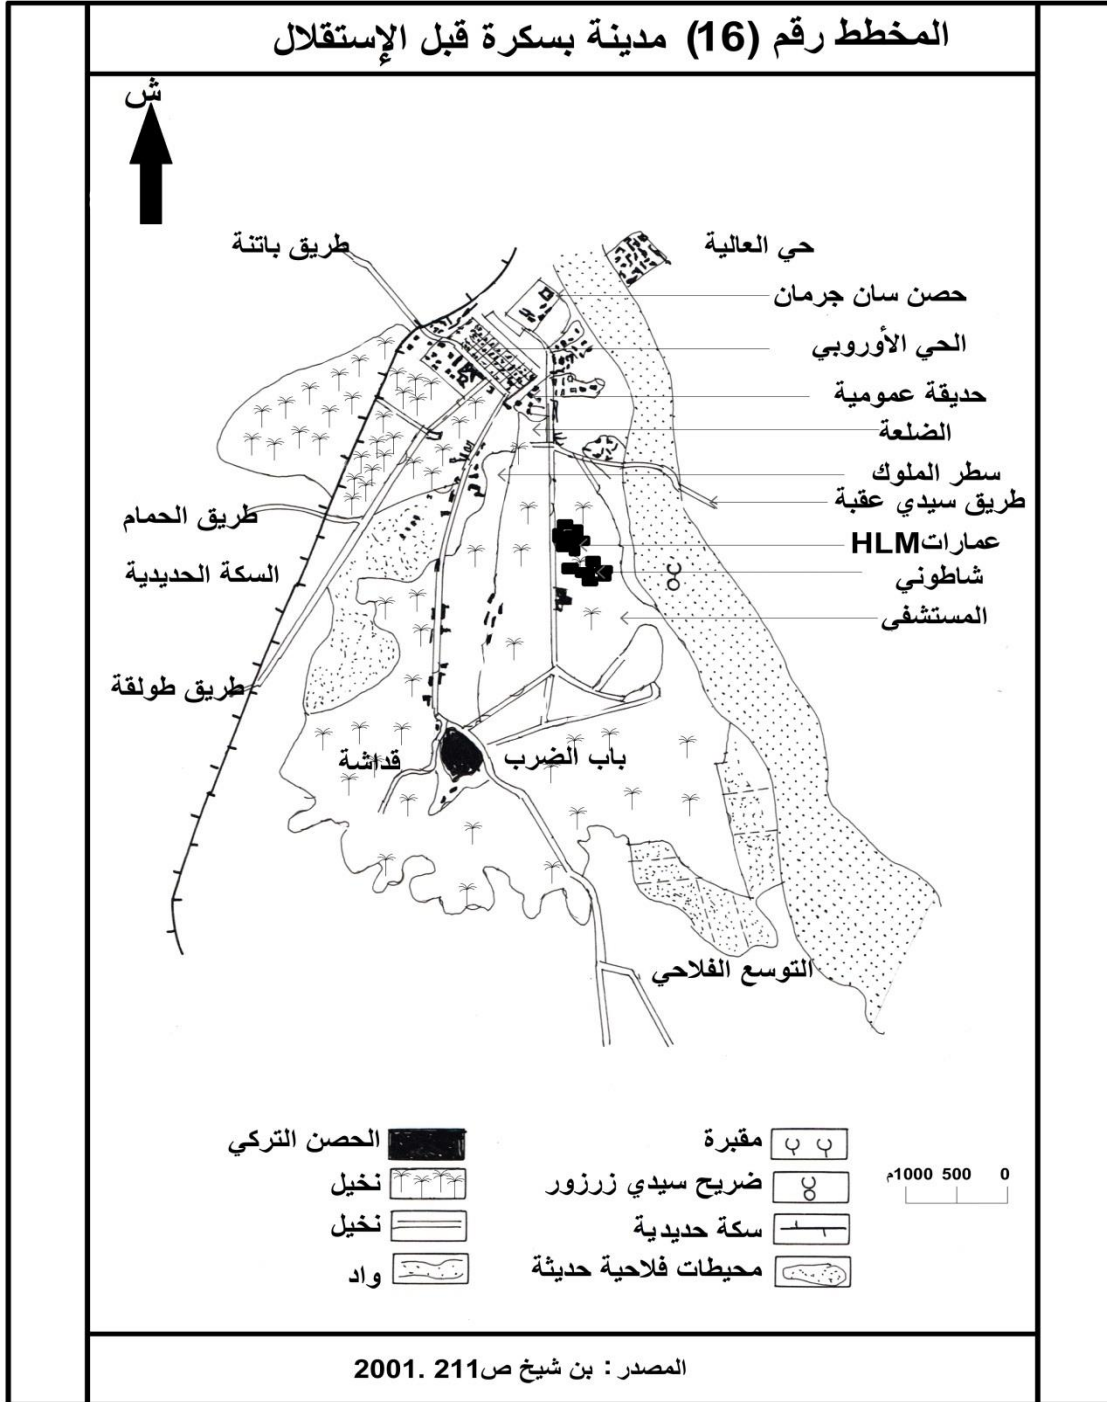 المخطط رقم (16) مدينة بسكرة قبل الإستقلال
ش
طريق باتنة
حي العالية
حصن سان جرمان
الحي الأوروبي
حديقة عمومية
الضلعة
سطر الملوك
طريق سيدي عقبة
طريق الحمام
عمارات HLM
السكة الحديدية
شاطوني
المستشفى
طريق طولقة
باب الضرب
قداشة
التوسع الفلاحي
مقبرة
الحصن التركي
ضريح سيدي زرزور
نخيل
0 500 1000م
سكة حديدية
نخيل
محيطات فلاحية حديثة
واد
المصدر : بن شيخ ص211 .2001